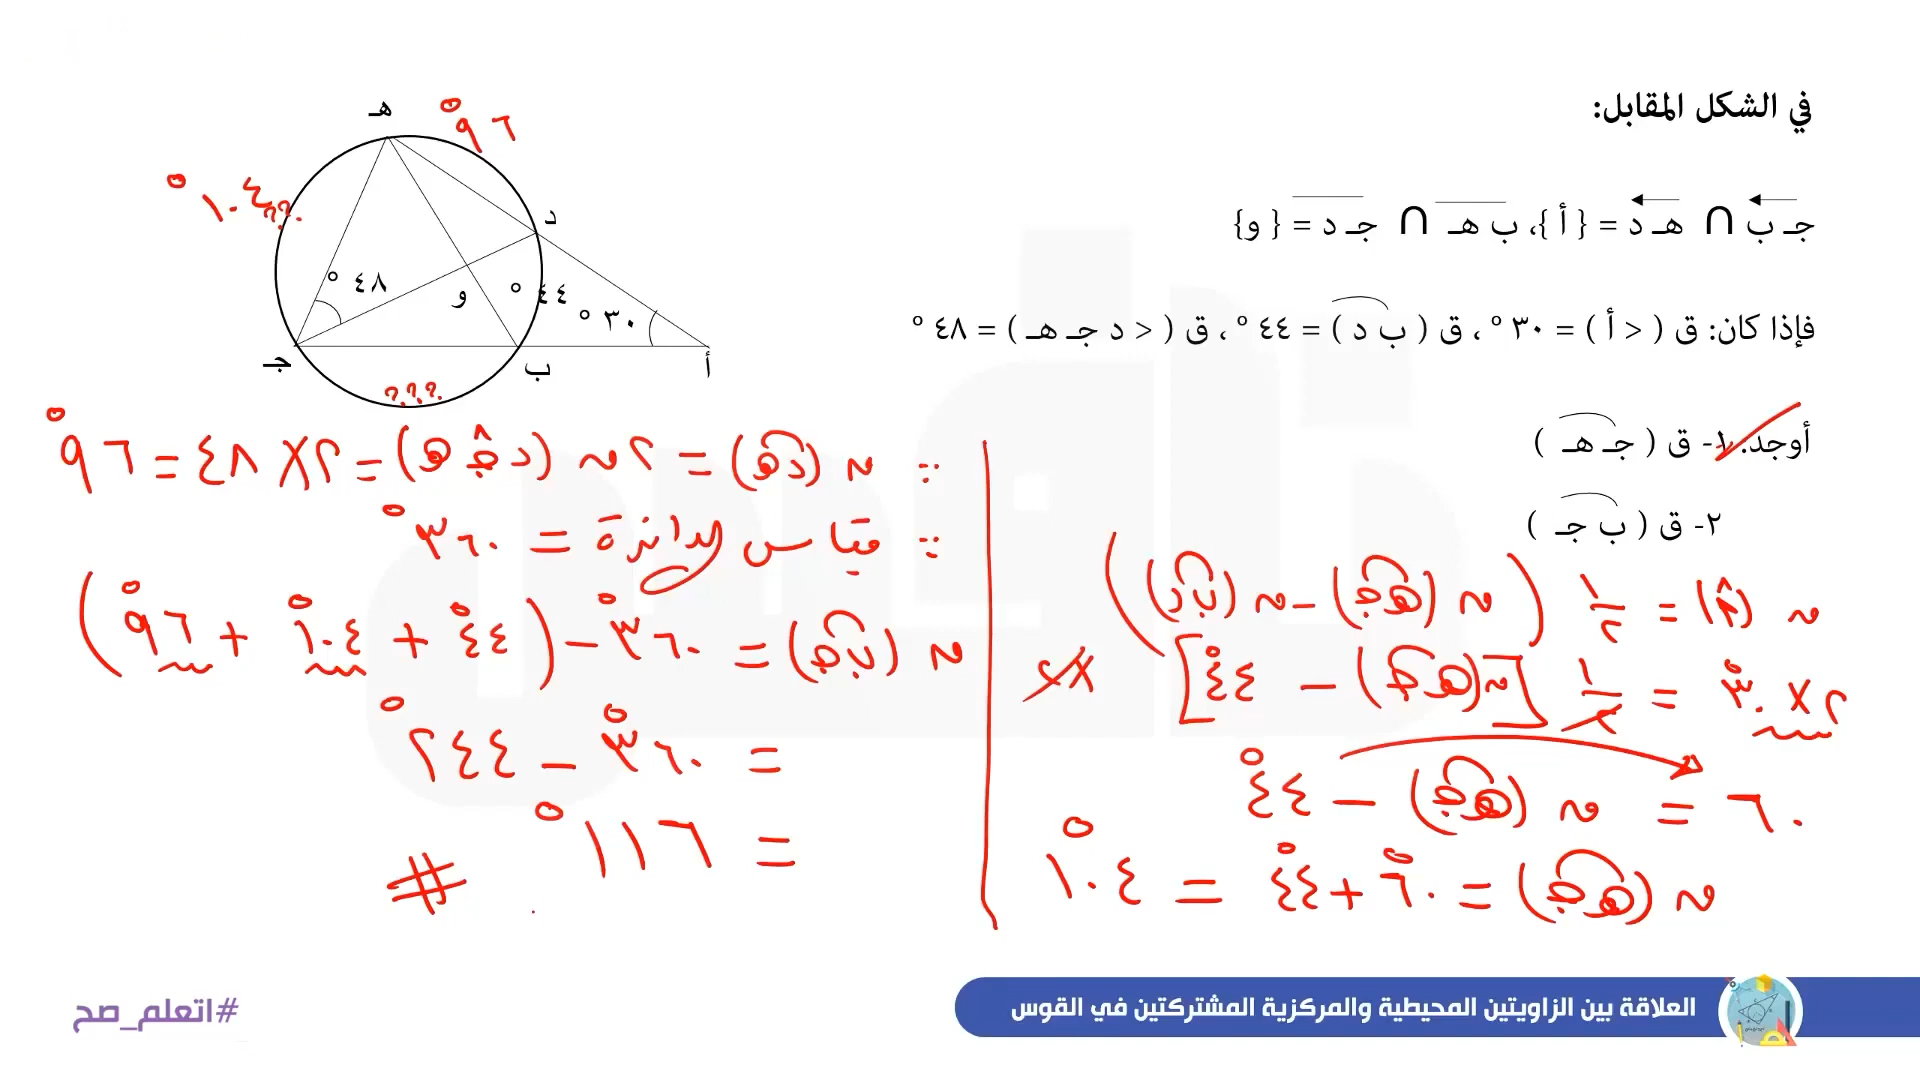 في الشكل المقابل:
جـ ب ∩ هـ د = { أ }، ب هـ ∩ جـ د = { و}
فإذا كان: ق ( < أ ) = ٣٠ °، ق ( ب د ) = ٤٤ °، ق ( < د جـ هـ ) = ٤٨ °
أوجد: ١- ق ( جـ هـ )
٢- ق ( ب جـ )
هـ
°٩٦
د
°١٠٤
؟؟
٤٨ °
و
٤٤ °
٣٠ °
جـ
ب
أ
؟.؟.؟
ق (أ) = ١/٢ ( ق (هـ جـ) - ق (ب د) )
٢ × °٣٠ = ١/٢ [ ق (هـ جـ) - °٤٤ ] ×٢
٦٠ = ق (هـ جـ) - °٤٤
ق (هـ جـ) = °٦٠ + °٤٤ = °١٠٤
∵ ق (د هـ) = ٢ ق (د جـ هـ) = ٢ × ٤٨ = °٩٦
∵ قياس الدائرة = °٣٦٠
ق (ب جـ) = °٣٦٠ - ( °٤٤ + °١٠٤ + °٩٦ )
= °٣٦٠ - °٢٤٤
= °١١٦
#
العلاقة بين الزاويتين المحيطية والمركزية المشتركتين في القوس
#اتعلم_صح